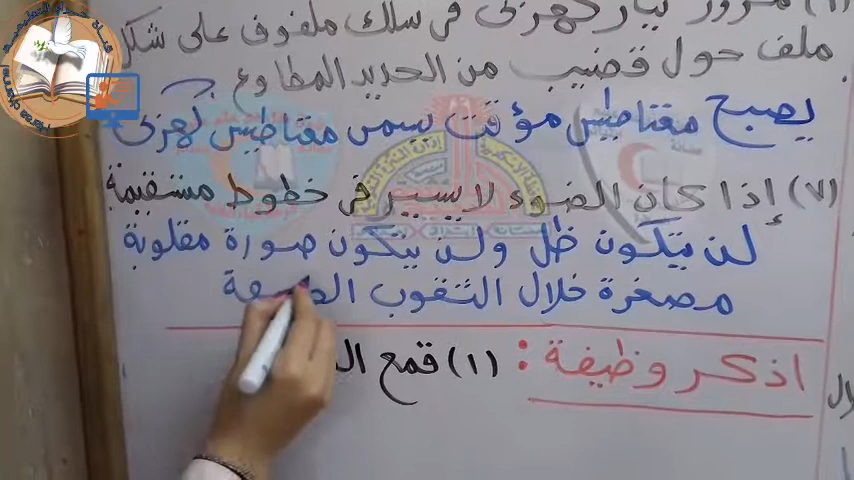 مرور تيار كهربى فى سلك ملفوف على شكل
ملف حول قضيب من الحديد المطاوع
يصبح مغناطيس مؤقت يسمى مغناطيس كهربى
(٧) إذا كان الضوء لا يسير فى خطوط مستقيمة
لن يتكون ظل ولن يتكون صورة مقلوبة
مصغرة خلال الثقوب
اذكر وظيفة : (١) قمع